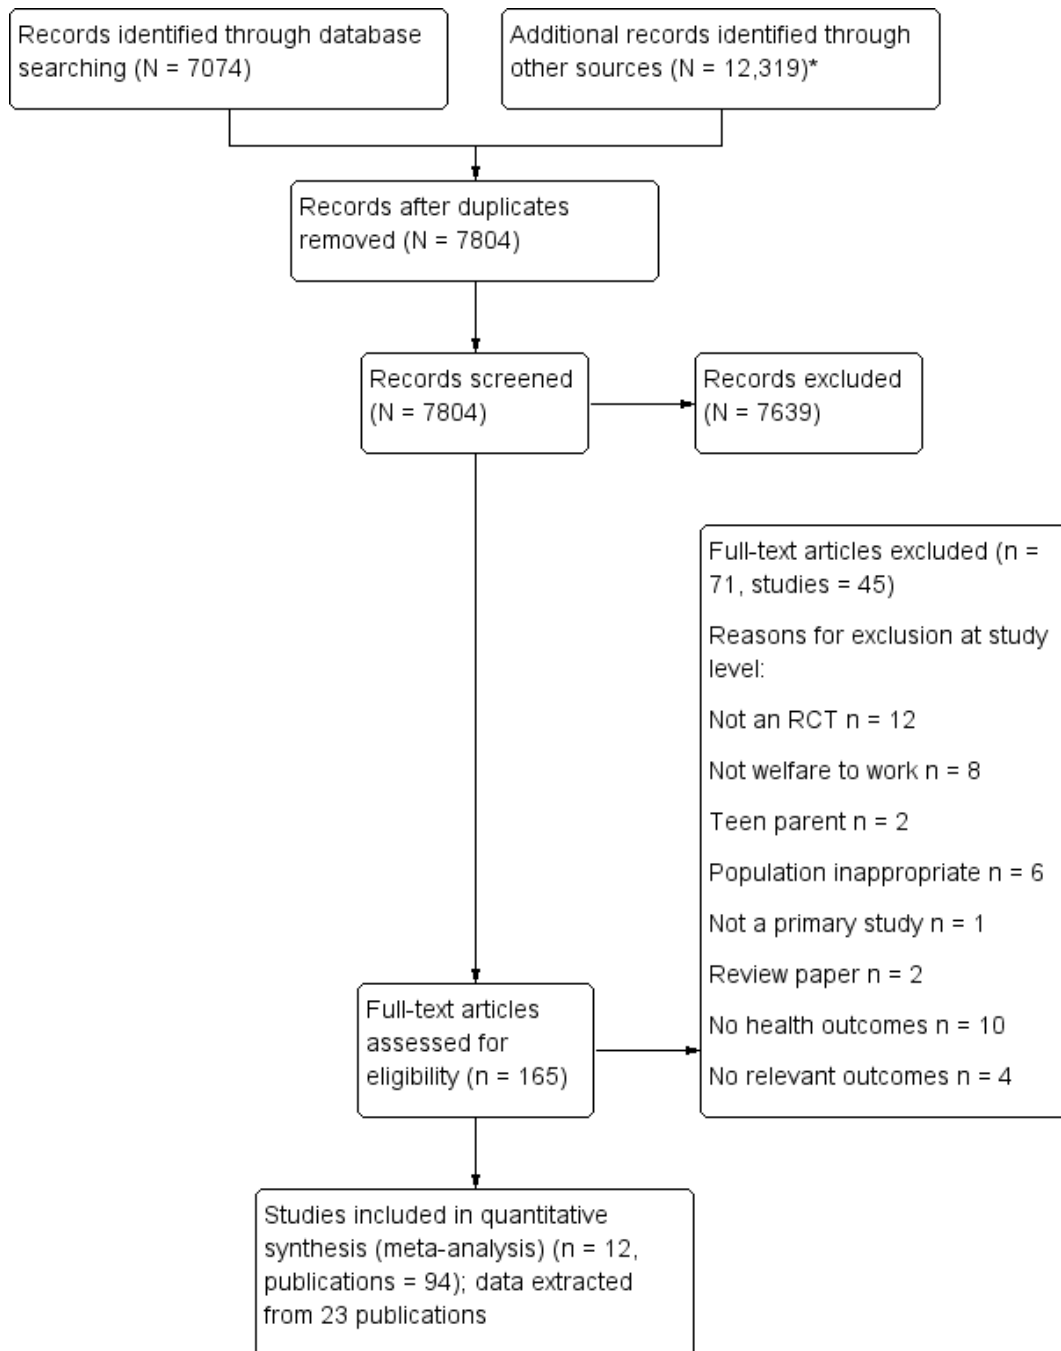 Records identified through database
searching (N = 7074)
Additional records identified through
other sources (N = 12,319)*
Records after duplicates
removed (N = 7804)
Records screened
(N = 7804)
Records excluded
(N = 7639)
Full-text articles excluded (n =
71, studies = 45)
Reasons for exclusion at study
level:
Not an RCT n = 12
Not welfare to work n = 8
Teen parent n = 2
Population inappropriate n = 6
Not a primary study n = 1
Review paper n = 2
No health outcomes n = 10
No relevant outcomes n = 4
Full-text articles
assessed for
eligibility (n = 165)
Studies included in quantitative
synthesis (meta-analysis) (n = 12,
publications = 94); data extracted
from 23 publications